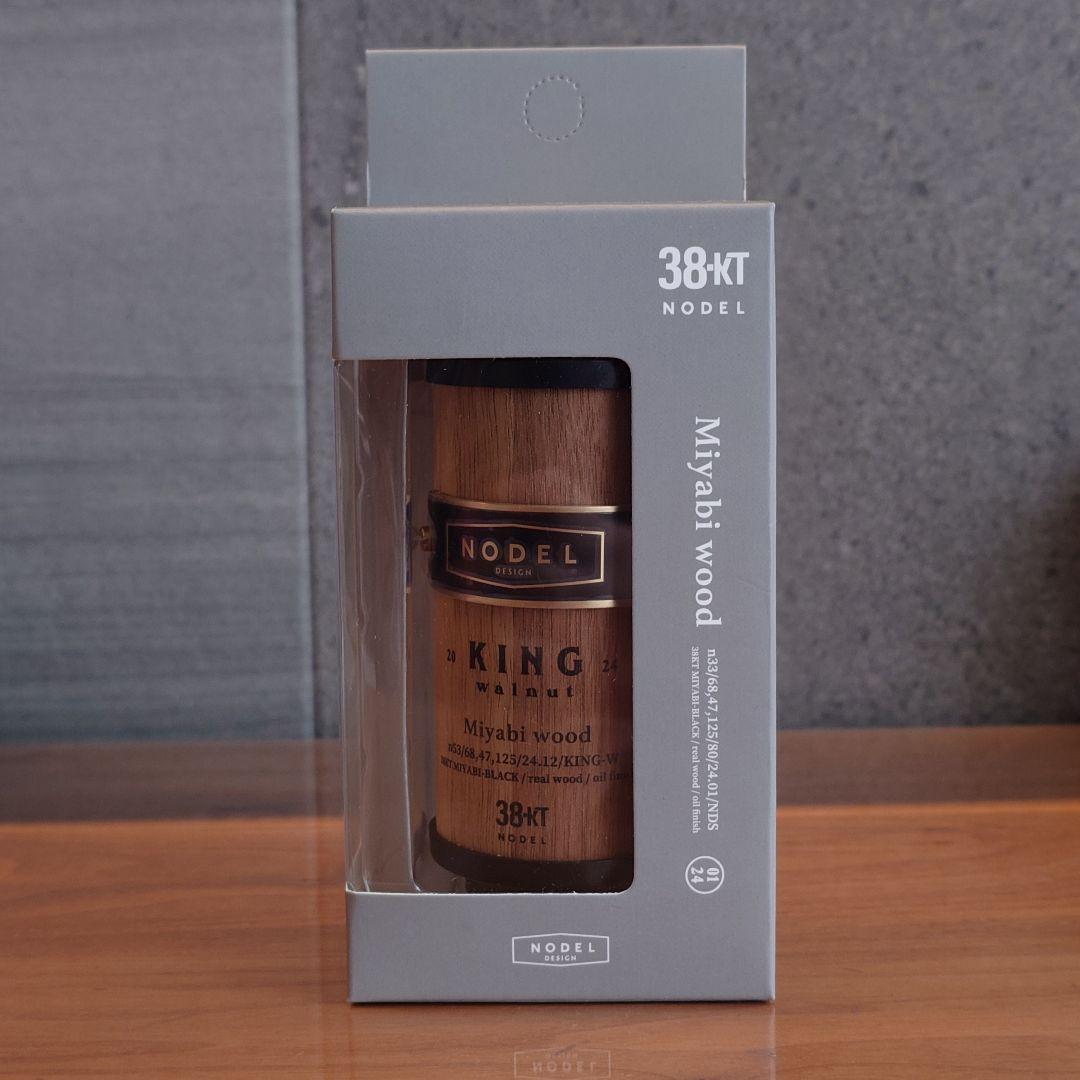 38-KT
NODEL
Miyabi wood
n33/68,47,125/80/24.01/NDS
38KT MIYABI-BLACK / real wood / oil finish
01
24
NODEL
DESIGN
20 KING 24
walnut
Miyabi wood
n53/68,47,125/24.12/KING-W
38KT.MIYABI-BLACK / real wood / oil
38-KT
NODEL
NODEL
DESIGN